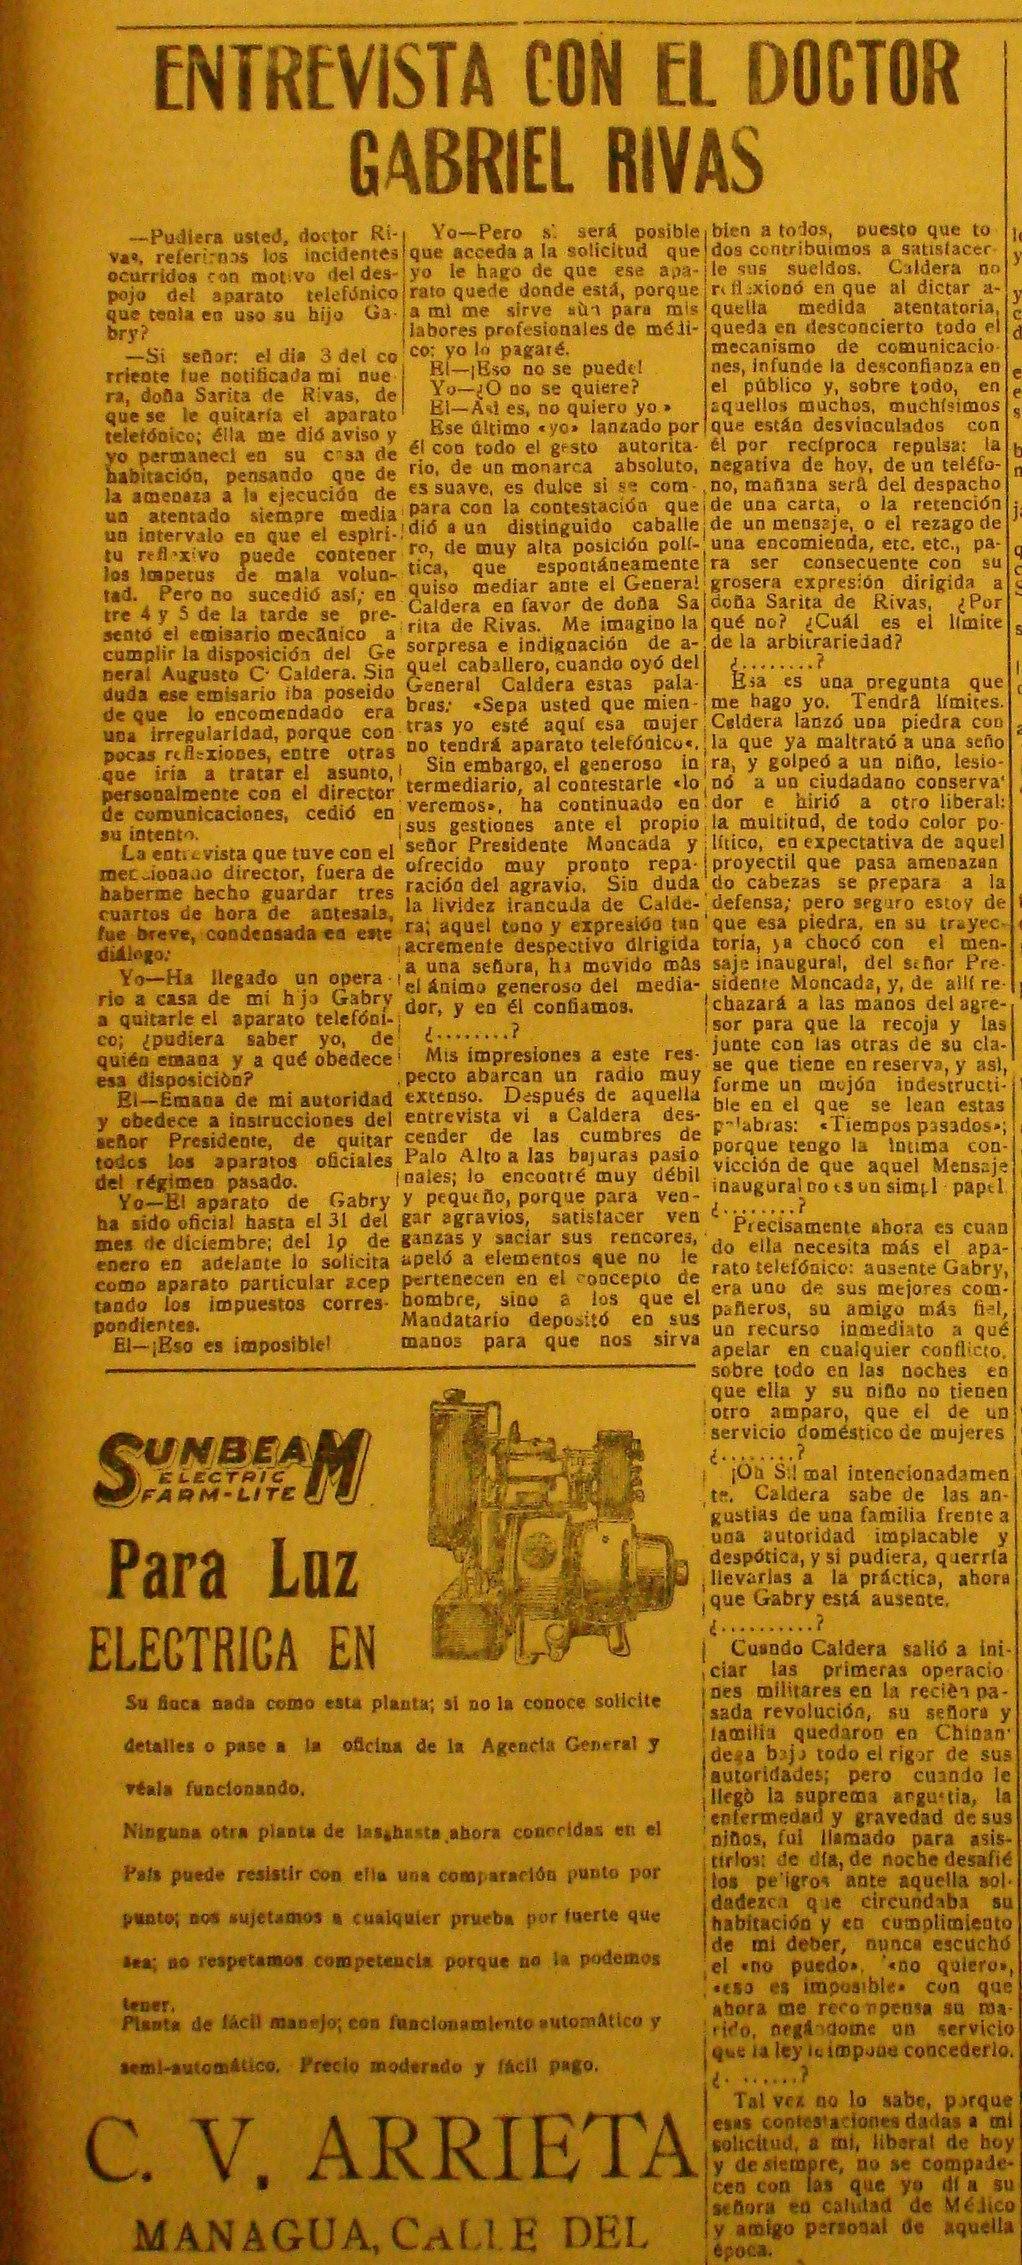 ENTREVISTA CON EL DOCTOR
GABRIEL RIVAS
—Pudiera usted, doctor Ri-
vas, referirnos los incidentes
ocurridos con motivo del des-
pojo del aparato telefónico
que tenía en uso su hijo Ga-
bry?
—Si señor: el día 3 del co
rriente fue notificada mi nue
ra, doña Sarita de Rivas, de
que se le quitaría el aparato
telefónico; élla me dió aviso y
yo permanecí en su casa de
habitación, pensando que de
la amenaza a la ejecución de
un atentado siempre media
un intervalo en que el espíri-
tu reflexivo puede contener
los ímpetus de mala volun-
tad. Pero no sucedió así; en
tre 4 y 5 de la tarde se pre-
sentó el emisario mecánico a
cumplir la disposición del Ge
neral Augusto C. Caldera. Sin
duda ese emisario iba poseido
de que lo encomendado era
una irregularidad, porque con
pocas reflexiones, entre otras
que iria a tratar el asunto,
personalmente con el director
de comunicaciones, cedió en
su intento.
La entrevista que tuve con el
mencionado director, fuera de
haberme hecho guardar tres
cuartos de hora de antesala,
fue breve, condensada en este
diálogo:
Yo—Ha llegado un opera-
rio a casa de mi hijo Gabry
a quitarle el aparato telefóni-
co; ¿pudiera saber yo, de
quién emana y a qué obedece
esa disposiciòn?
El—Emana de mi autoridad
y obedece a instrucciones del
señor Presidente, de quitar
todos los aparatos oficiales
del régimen pasado.
Yo—El aparato de Gabry
ha sido oficial hasta el 31 del
mes de diciembre; del 1º de
enero en adelante lo solicita
como aparato particular acep
tando los impuestos corres-
pondientes.
El—¡Eso es imposible!
Yo—Pero si será posible
que acceda a la solicitud que
yo le hago de que ese apa-
rato quede donde está, porque
a mi me sirve aùn para mis
labores profesionales de médi-
co; yo lo pagaré.
El—¡Eso no se puede!
Yo—¿O no se quiere?
El—Así es, no quiero yo »
Ese último «yo» lanzado por
él con todo el gesto autorita-
rio, de un monarca absoluto,
es suave, es dulce si se com-
para con la contestación que
dió a un distinguido caballe
ro, de muy alta posición polí-
tica, que espontáneamente
quiso mediar ante el General
Caldera en favor de doña Sa
rita de Rivas. Me imagino la
sorpresa e indignación de a-
quel caballero, cuando oyó del
General Caldera estas pala-
bras: «Sepa usted que mien-
tras yo esté aquí esa mujer
no tendrá aparato telefónico«.
Sin embargo, el generoso in
termediario, al contestarle «lo
veremos», ha continuado en
sus gestiones ante el propio
señor Presidente Moncada y
ofrecido muy pronto repa-
ración del agravio. Sin duda
la lividez irancuda de Calde-
ra; aquel tono y expresión tan
acremente despectivo dirigida
a una señora, ha movido más
el ánimo generoso del media-
dor, y en él confiamos.
¿........?
Mis impresiones a este res-
pecto abarcan un radio muy
extenso. Después de aquella
entrevista vi a Caldera des-
cender de las cumbres de
Palo Alto a las bajuras pasio
nales; lo encontré muy débil
y pequeño, porque para ven-
gar agravios, satisfacer ven
ganzas y saciar sus rencores,
apeló a elementos que no le
pertenecen en el concepto de
hombre, sino a los que el
Mandatario depositó en sus
manos para que nos sirva
bien a todos, puesto que to
dos contribuimos a satisfacer-
le sus sueldos. Caldera no
reflexionó en que al dictar a-
quella medida atentatoria,
queda en desconcierto todo el
mecanismo de comunicacio-
nes, infunde la desconfianza en
el público y, sobre todo, en
aquellos muchos, muchísimos
que están desvinculados con
él por recíproca repulsa: la
negativa de hoy, de un teléfo-
no, mañana será del despacho
de una carta, o la retención
de un mensaje, o el rezago de
una encomienda, etc. etc., pa-
ra ser consecuente con su
grosera expresión dirigida a
doña Sarita de Rivas, ¿Por
qué no? ¿Cuál es el límite
de la arbitrariedad?
¿........?
Esa es una pregunta que
me hago yo. Tendrá límites.
Caldera lanzó una piedra con
la que ya maltrató a una seño
ra, y golpeó a un niño, lesio-
nó a un ciudadano conserva'
dor e hirió a otro liberal:
la multitud, de todo color po-
lítico, en expectativa de aquel
proyectil que pasa amenazan
do cabezas se prepara a la
defensa; pero seguro estoy de
que esa piedra, en su trayec-
toría, ya chocó con el men-
saje inaugural, del señor Pre-
sidente Moncada, y, de allí re-
chazará a las manos del agre-
sor para que la recoja y las
junte con las otras de su cla-
se que tiene en reserva, y así,
forme un mojón indestructi-
ble en el que se lean estas
palabras: «Tiempos pasados»;
porque tengo la íntima con-
vicción de que aquel Mensaje
inaugural no es un simpl papel
¿........?
Precisamente ahora es cuan
do ella necesita más el apa-
rato telefónico: ausente Gabry,
era uno de sus mejores com-
pañeros, su amigo más fiel,
un recurso inmediato a qué
apelar en cualquier conflicto,
sobre todo en las noches en
que ella y su niño no tienen
otro amparo, que el de un
servicio doméstico de mujeres
¿........?
¡Oh Sí! mal intencionadamen
te. Caldera sabe de las an-
gustias de una familia frente a
una autoridad implacable y
despótica, y si pudiera, querría
llevarlas a la práctica, ahora
que Gabry está ausente.
¿..........?
Cuando Caldera salió a ini-
ciar las primeras operacio
nes militares en la recièn pa-
sada revolución, su señora y
familia quedaron en Chinan'
dega bajo todo el rigor de sus
autoridades; pero cuando le
llegò la suprema angustia, la
enfermedad y gravedad de sus
niños, fui llamado para asis-
tirlos: de día, de noche desafié
los peligros ante aquella sol-
dadezca que circundaba su
habitación y en cumplimiento
de mi deber, nunca escuchó
el «no puedo», «no quiero»,
«eso es imposible» con que
ahora me recompensa su ma-
rido, negándome un servicio
que la ley le impone concederlo.
¿. ......?
Tal vez no lo sabe, porque
esas contestaciones dadas a mi
solicitud, a mi, liberal de hoy
y de siempre, no se compade-
cen con las que yo dí a su
señora en calidad de Médico
y amigo personal de aquella
época.
SUNBEAM
ELECTRIC
FARM-LITE
Para Luz
ELECTRICA EN
Su finca nada como esta planta; si no la conoce solicite
detalles o pase a la oficina de la Agencia General y
véala funcionando.
Ninguna otra planta de las hasta ahora conocidas en el
País puede resistir con ella una comparación punto por
punto; nos sujetamos a cualquier prueba por fuerte que
sea; no respetamos competencia porque no la podemos
tener.
Planta de fácil manejo; con funcionamiento automático y
semi-automático. Precio moderado y fácil pago.
C. V. ARRIETA
MANAGUA, CALLE DEL